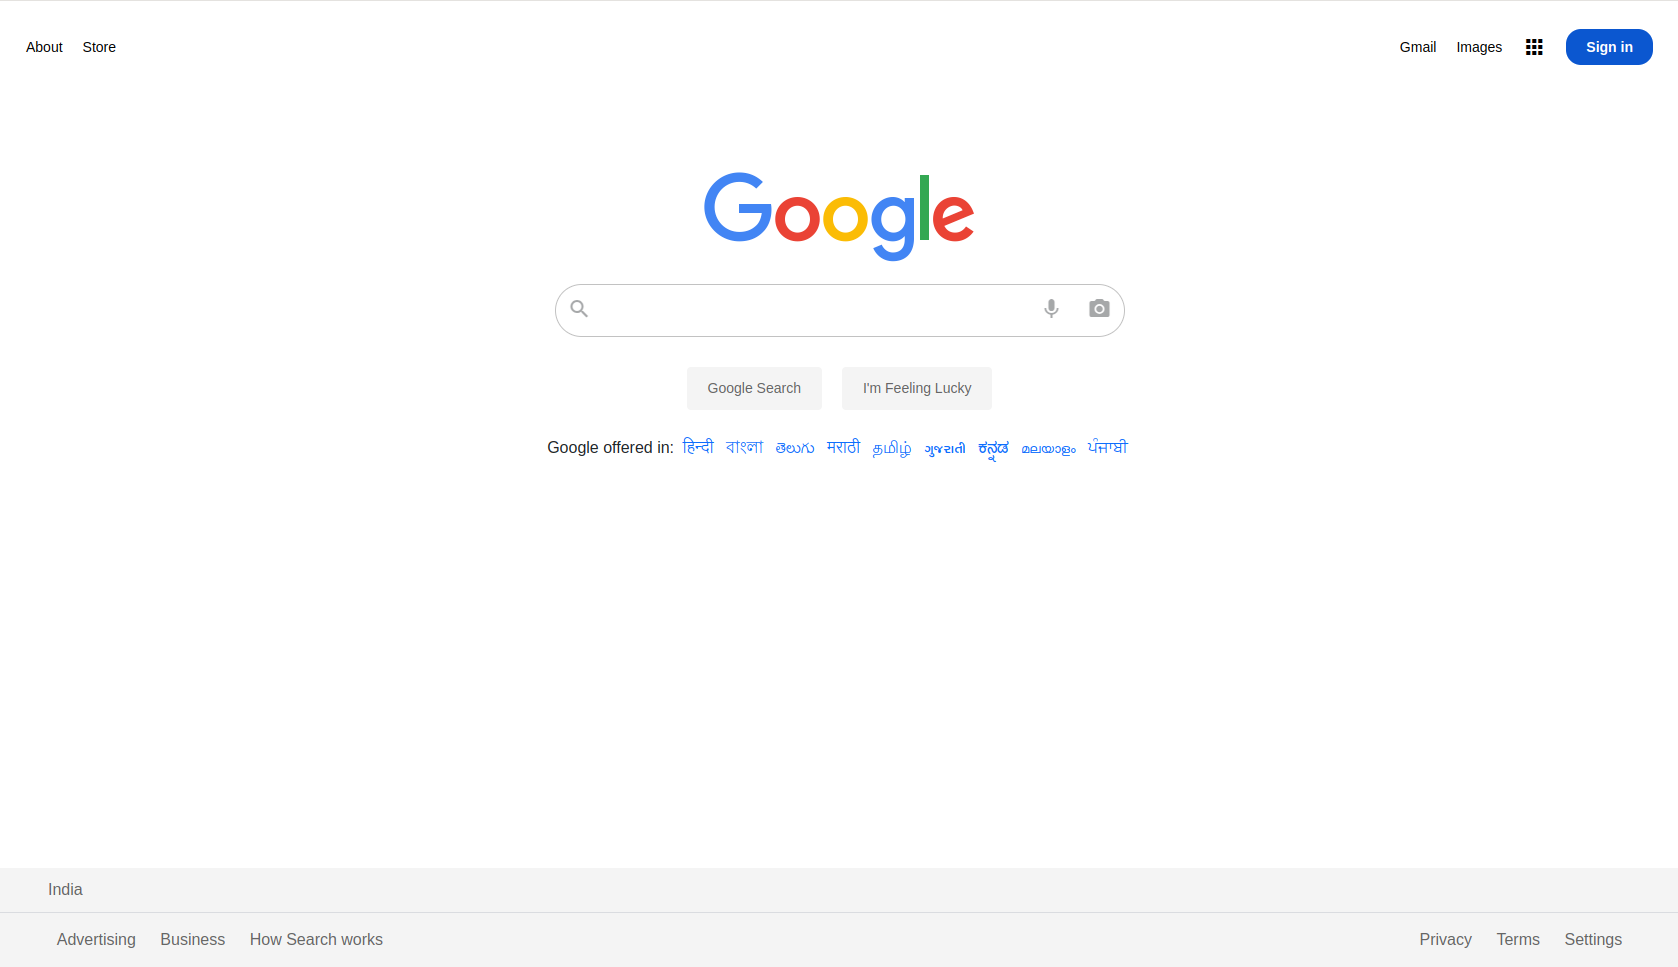 About Store Gmail Images Sign in
Google
Google Search I'm Feeling Lucky
Google offered in: हिन्दी বাংলা తెలుగు मराठी தமிழ் ગુજરાતી ಕನ್ನಡ മലയാളം ਪੰਜਾਬੀ
India
Advertising Business How Search works Privacy Terms Settings